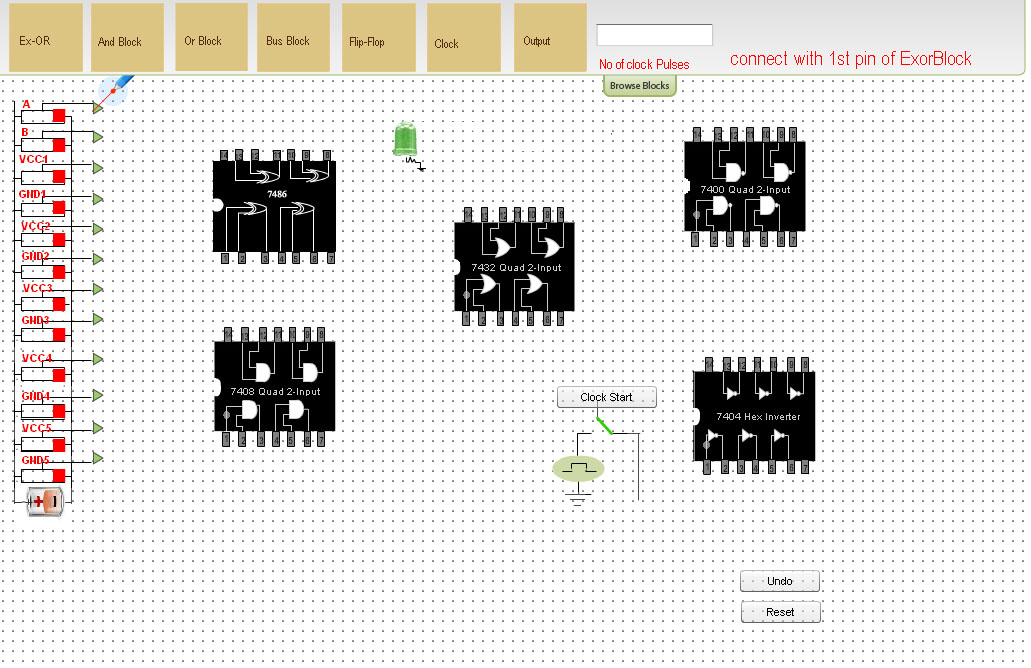 Ex-OR
And Block
Or Block
Bus Block
Flip-Flop
Clock
Output
No of clock Pulses
connect with 1st pin of ExorBlock
Browse Blocks
A
B
VCC1
GND1
VCC2
GND2
VCC3
GND3
VCC4
GND4
VCC5
GND5
7486
7400 Quad 2-Input
7432 Quad 2-Input
7408 Quad 2-Input
7404 Hex Inverter
Clock Start
Undo
Reset